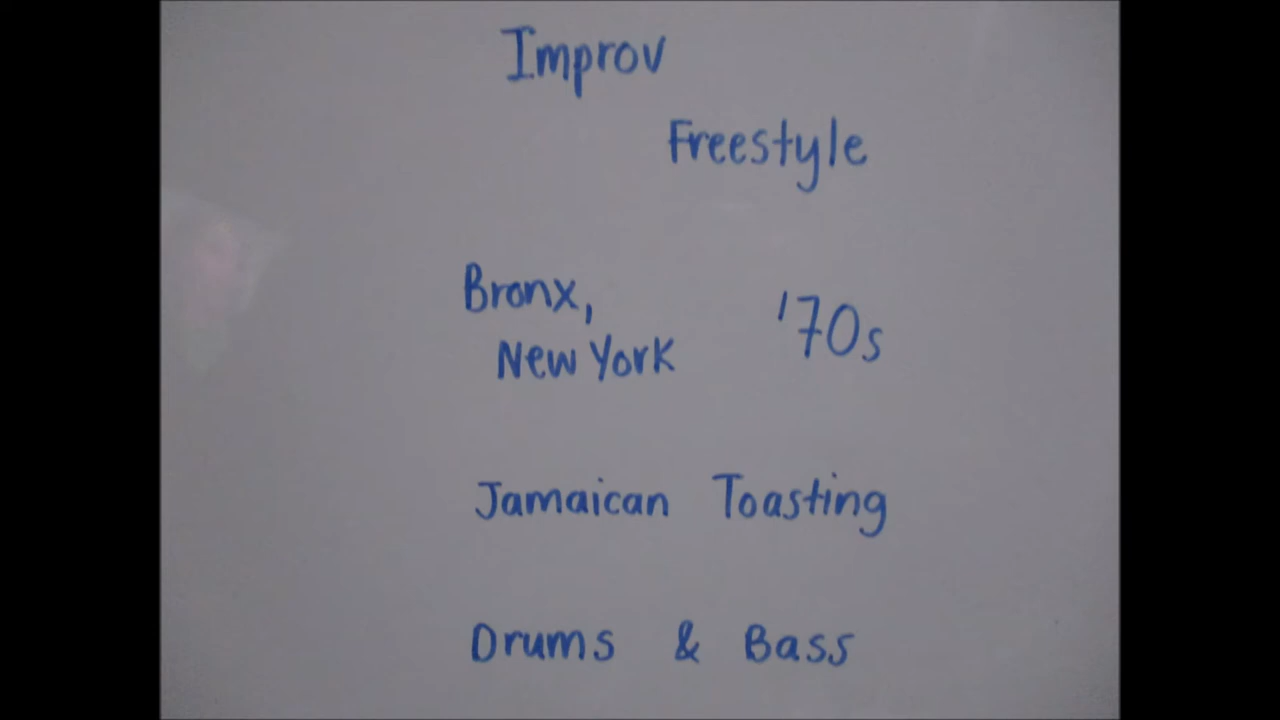 Improv
Freestyle
Bronx,
New York
'70s
Jamaican Toasting
Drums & Bass